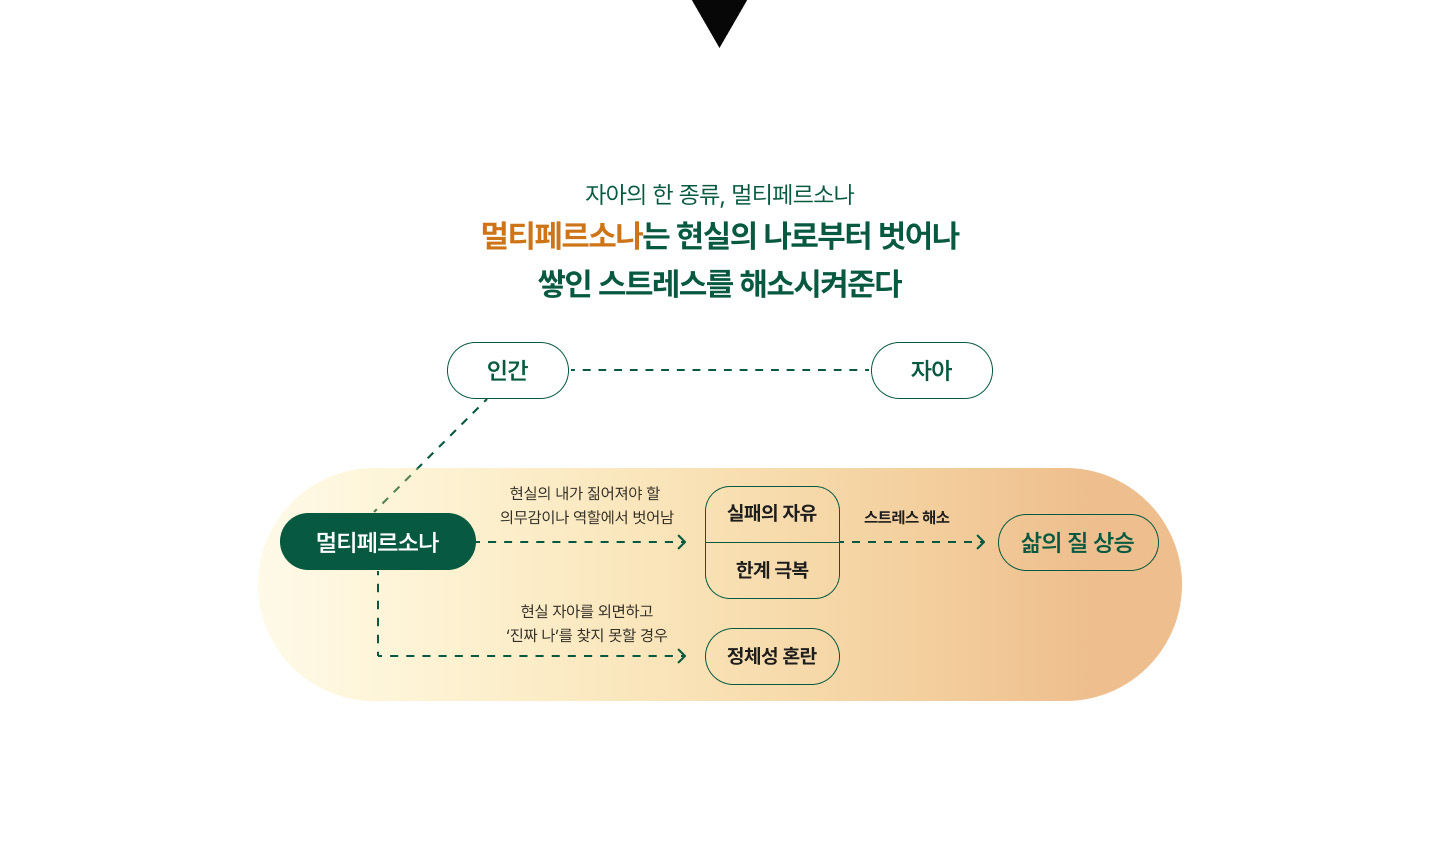 자아의 한 종류, 멀티페르소나
멀티페르소나는 현실의 나로부터 벗어나
쌓인 스트레스를 해소시켜준다
인간
자아
현실의 내가 짊어져야 할
의무감이나 역할에서 벗어남
실패의 자유
스트레스 해소
멀티페르소나
삶의 질 상승
한계 극복
현실 자아를 외면하고
‘진짜 나’를 찾지 못할 경우
정체성 혼란